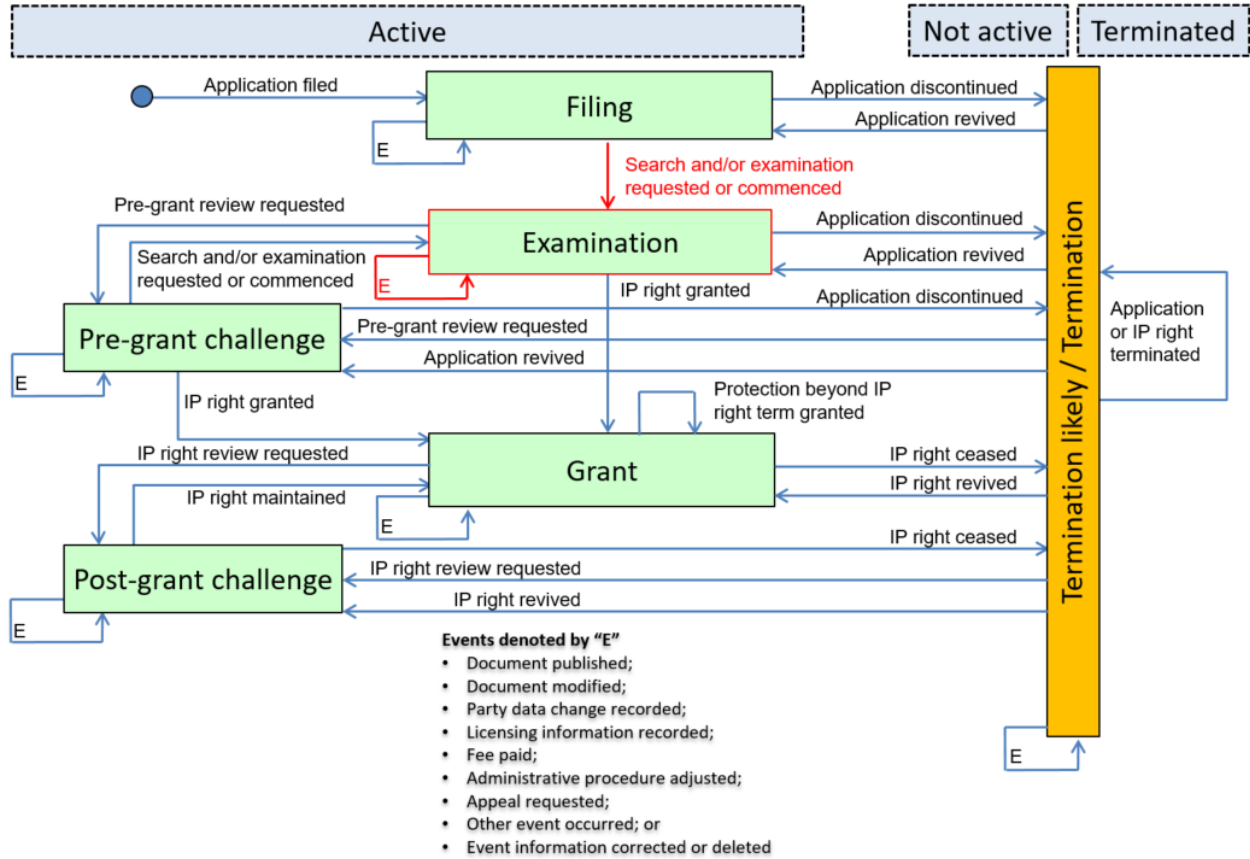 Active
Not active
Terminated
Application filed
Filing
Application discontinued
Application revived
E
Search and/or examination
requested or commenced
Pre-grant review requested
Examination
Application discontinued
Search and/or examination
requested or commenced
Application revived
E
IP right granted
Application discontinued
Pre-grant challenge
Pre-grant review requested
Application revived
E
Application
or IP right
terminated
Termination likely / Termination
IP right granted
Protection beyond IP
right term granted
IP right review requested
Grant
IP right ceased
IP right maintained
IP right revived
E
IP right ceased
Post-grant challenge
IP right review requested
IP right revived
E
Events denoted by “E”
• Document published;
• Document modified;
• Party data change recorded;
• Licensing information recorded;
• Fee paid;
• Administrative procedure adjusted;
• Appeal requested;
• Other event occurred; or
• Event information corrected or deleted
E